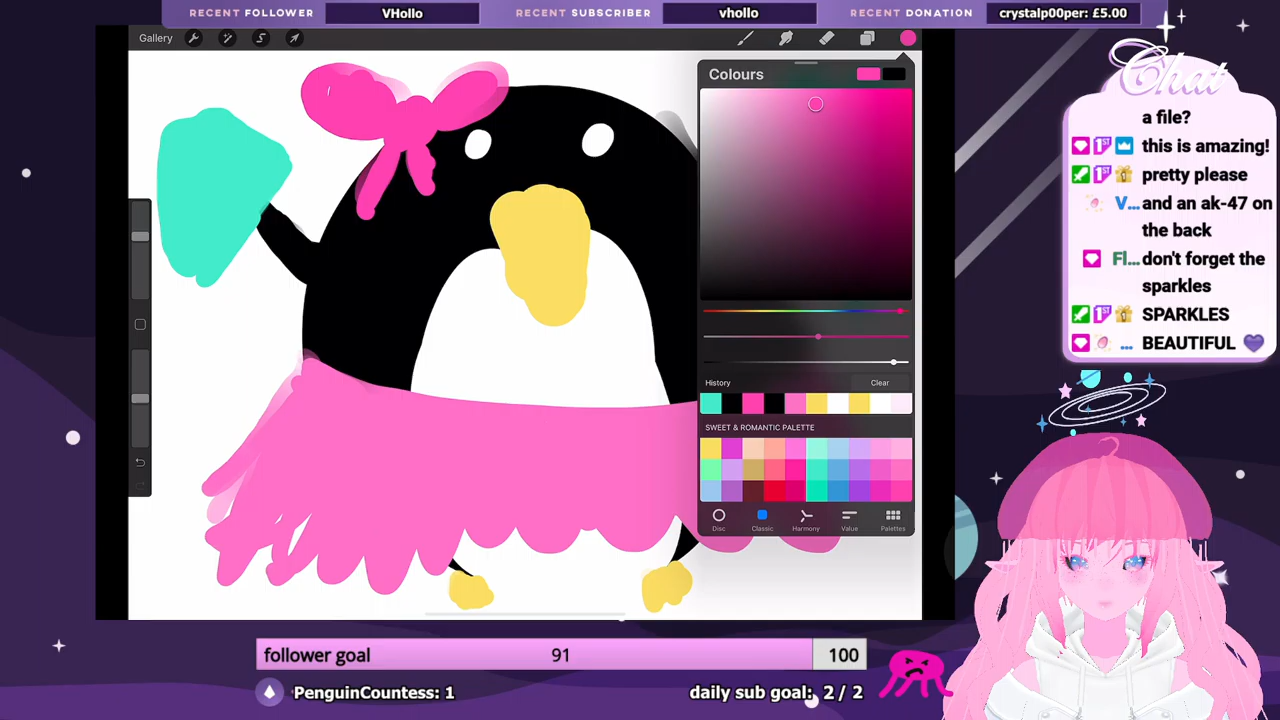 RECENT FOLLOWER VHollo RECENT SUBSCRIBER vhollo RECENT DONATION crystalp00per: £5.00
Gallery
Colours
History Clear
SWEET & ROMANTIC PALETTE
Disc Classic Harmony Value Palettes
Chat
a file?
this is amazing!
pretty please
V... and an ak-47 on
the back
Fl... don't forget the
sparkles
SPARKLES
... BEAUTIFUL 💜
follower goal 91 100
PenguinCountess: 1 daily sub goal: 2 / 2